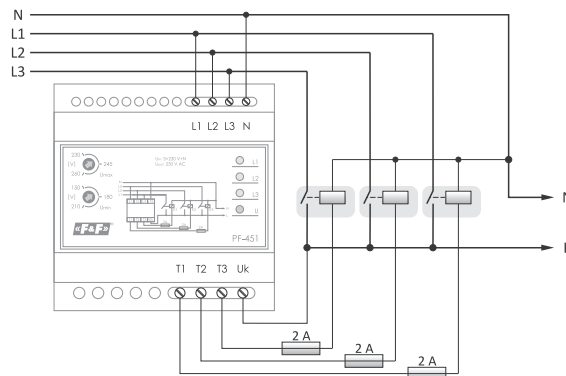 N
L1
L2
L3
L1 L2 L3 N
230
[V]
240
260
Umax
150
[V]
180
210
Umin
L1
L2
L3
U
«F&F»®
PF-451
T1 T2 T3 Uk
N
2 A
2 A
2 A